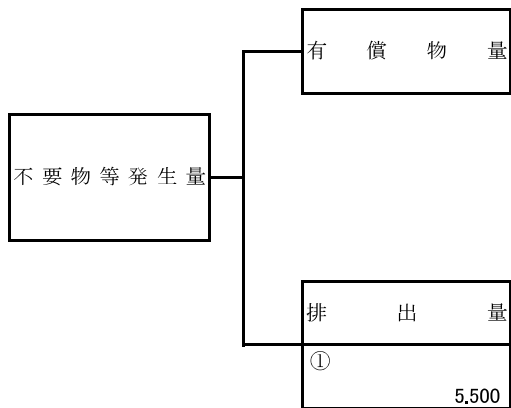 有償物量
不要物等発生量
排出量
①
5.500